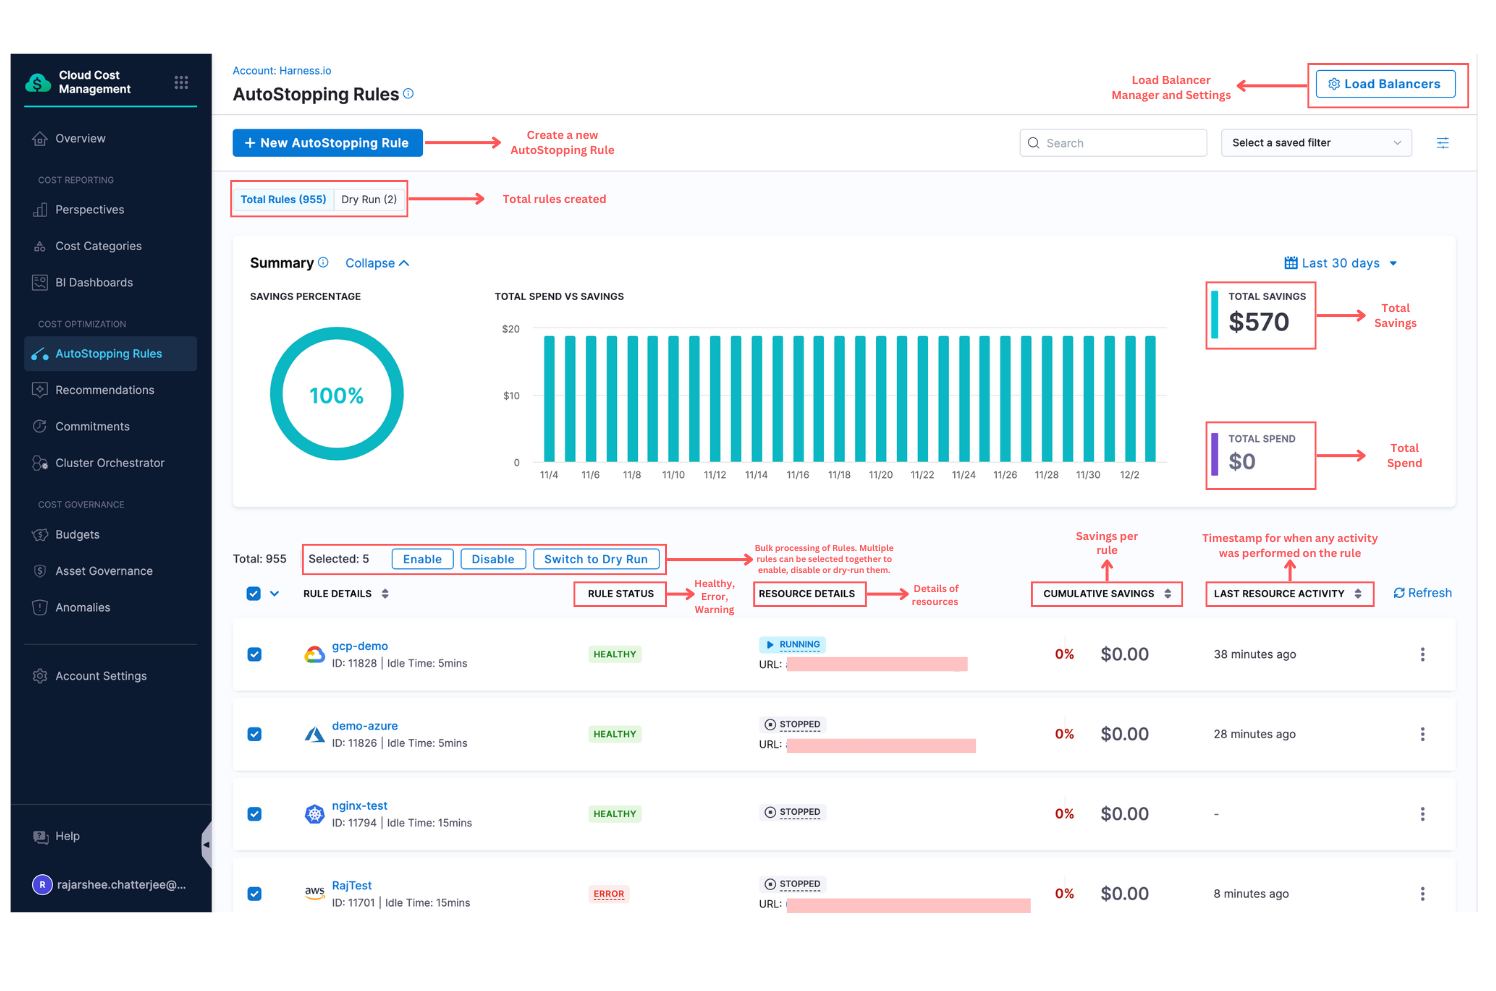 Cloud Cost
Management
Overview
COST REPORTING
Perspectives
Cost Categories
BI Dashboards
COST OPTIMIZATION
AutoStopping Rules
Recommendations
Commitments
Cluster Orchestrator
COST GOVERNANCE
Budgets
Asset Governance
Anomalies
Account Settings
Help
R rajarshee.chatterjee@...
Account: Harness.io
AutoStopping Rules
Load Balancer
Manager and Settings
Load Balancers
+ New AutoStopping Rule
Create a new
AutoStopping Rule
Search
Select a saved filter
Total Rules (955) Dry Run (2)
Total rules created
Summary Collapse
Last 30 days
SAVINGS PERCENTAGE
100%
TOTAL SPEND VS SAVINGS
$20
$10
0
11/4 11/6 11/8 11/10 11/12 11/14 11/16 11/18 11/20 11/22 11/24 11/26 11/28 11/30 12/2
TOTAL SAVINGS
$570
Total
Savings
TOTAL SPEND
$0
Total
Spend
Total: 955 Selected: 5 Enable Disable Switch to Dry Run
Bulk processing of Rules. Multiple
rules can be selected together to
enable, disable or dry-run them.
Savings per
rule
Timestamp for when any activity
was performed on the rule
RULE DETAILS
RULE STATUS
Healthy,
Error,
Warning
RESOURCE DETAILS
Details of
resources
CUMULATIVE SAVINGS
LAST RESOURCE ACTIVITY
Refresh
gcp-demo
ID: 11828 | Idle Time: 5mins
HEALTHY
RUNNING
URL:
0% $0.00
38 minutes ago
demo-azure
ID: 11826 | Idle Time: 5mins
HEALTHY
STOPPED
URL:
0% $0.00
28 minutes ago
nginx-test
ID: 11794 | Idle Time: 15mins
HEALTHY
STOPPED
0% $0.00
-
aws
RajTest
ID: 11701 | Idle Time: 15mins
ERROR
STOPPED
URL:
0% $0.00
8 minutes ago